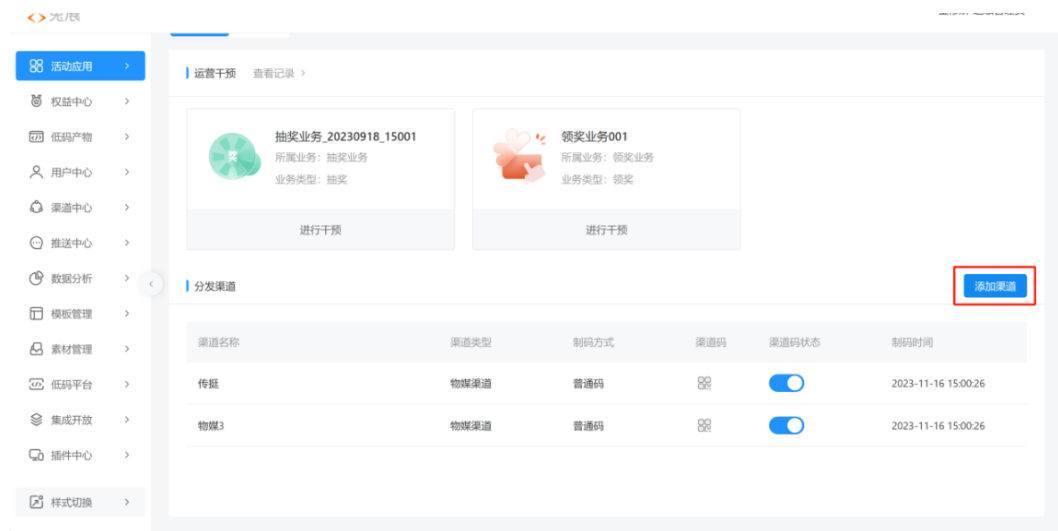 活动应用
权益中心
低码产物
用户中心
渠道中心
推送中心
数据分析
模板管理
素材管理
低码平台
集成开放
插件中心
样式切换
运营干预 查看记录 >
抽奖业务_20230918_15001
所属业务：抽奖业务
业务类型：抽奖
进行干预
领奖业务001
所属业务：领奖业务
业务类型：领奖
进行干预
分发渠道 添加渠道
渠道名称 渠道类型 制码方式 渠道码 渠道码状态 制码时间
传挺 物媒渠道 普通码 2023-11-16 15:00:26
物媒3 物媒渠道 普通码 2023-11-16 15:00:26